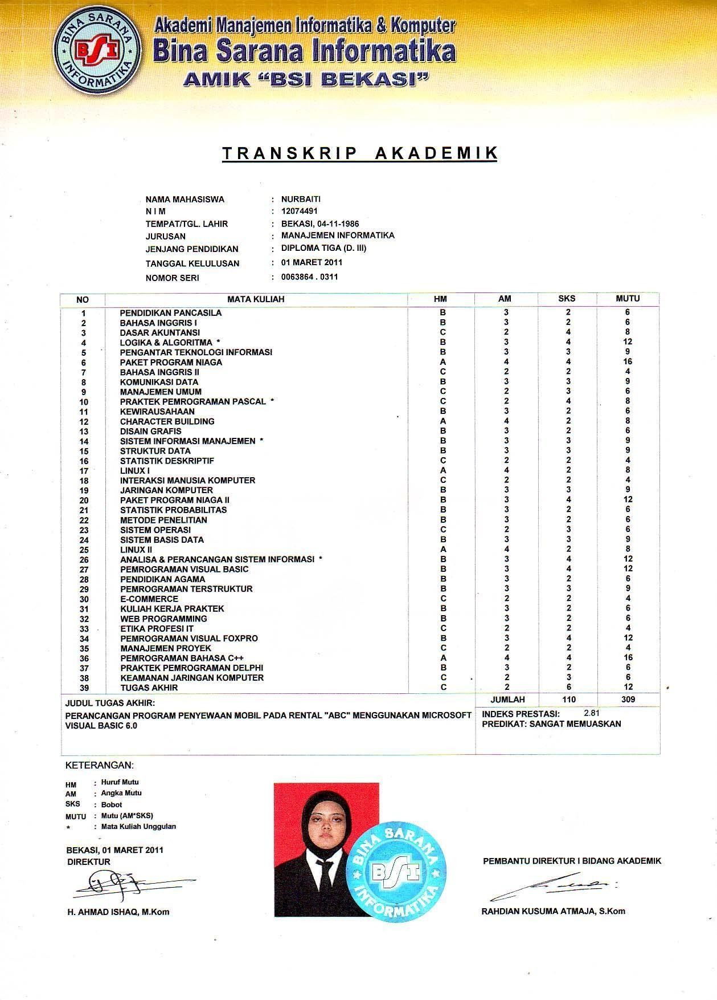 BINA SARANA
BSI
INFORMATIKA
Akademi Manajemen Informatika & Komputer
Bina Sarana Informatika
AMIK “BSI BEKASI”
TRANSKRIP AKADEMIK
NAMA MAHASISWA : NURBAITI
N I M : 12074491
TEMPAT/TGL. LAHIR : BEKASI, 04-11-1986
JURUSAN : MANAJEMEN INFORMATIKA
JENJANG PENDIDIKAN : DIPLOMA TIGA (D. III)
TANGGAL KELULUSAN : 01 MARET 2011
NOMOR SERI : 0063864 . 0311
NO MATA KULIAH HM AM SKS MUTU
1 PENDIDIKAN PANCASILA B 3 2 6
2 BAHASA INGGRIS I B 3 2 6
3 DASAR AKUNTANSI C 2 4 8
4 LOGIKA & ALGORITMA * B 3 4 12
5 PENGANTAR TEKNOLOGI INFORMASI B 3 3 9
6 PAKET PROGRAM NIAGA A 4 4 16
7 BAHASA INGGRIS II C 2 2 4
8 KOMUNIKASI DATA B 3 3 9
9 MANAJEMEN UMUM C 2 3 6
10 PRAKTEK PEMROGRAMAN PASCAL * C 2 4 8
11 KEWIRAUSAHAAN B 3 2 6
12 CHARACTER BUILDING A 4 2 8
13 DISAIN GRAFIS B 3 2 6
14 SISTEM INFORMASI MANAJEMEN * B 3 3 9
15 STRUKTUR DATA B 3 3 9
16 STATISTIK DESKRIPTIF C 2 2 4
17 LINUX I A 4 2 8
18 INTERAKSI MANUSIA KOMPUTER C 2 2 4
19 JARINGAN KOMPUTER B 3 3 9
20 PAKET PROGRAM NIAGA II B 3 4 12
21 STATISTIK PROBABILITAS B 3 2 6
22 METODE PENELITIAN B 3 2 6
23 SISTEM OPERASI C 2 3 6
24 SISTEM BASIS DATA B 3 3 9
25 LINUX II A 4 2 8
26 ANALISA & PERANCANGAN SISTEM INFORMASI * B 3 4 12
27 PEMROGRAMAN VISUAL BASIC B 3 4 12
28 PENDIDIKAN AGAMA B 3 2 6
29 PEMROGRAMAN TERSTRUKTUR B 3 3 9
30 E-COMMERCE C 2 2 4
31 KULIAH KERJA PRAKTEK B 3 2 6
32 WEB PROGRAMMING B 3 2 6
33 ETIKA PROFESI IT C 2 2 4
34 PEMROGRAMAN VISUAL FOXPRO B 3 4 12
35 MANAJEMEN PROYEK C 2 2 4
36 PEMROGRAMAN BAHASA C++ A 4 4 16
37 PRAKTEK PEMROGRAMAN DELPHI B 3 2 6
38 KEAMANAN JARINGAN KOMPUTER C 2 3 6
39 TUGAS AKHIR C 2 6 12
JUMLAH 110 309
JUDUL TUGAS AKHIR:
PERANCANGAN PROGRAM PENYEWAAN MOBIL PADA RENTAL "ABC" MENGGUNAKAN MICROSOFT
VISUAL BASIC 6.0
INDEKS PRESTASI: 2.81
PREDIKAT: SANGAT MEMUASKAN
KETERANGAN:
HM : Huruf Mutu
AM : Angka Mutu
SKS : Bobot
MUTU : Mutu (AM*SKS)
* : Mata Kuliah Unggulan
BEKASI, 01 MARET 2011
DIREKTUR
H. AHMAD ISHAQ, M.Kom
BINA SARANA
BSI
INFORMATIKA
PEMBANTU DIREKTUR I BIDANG AKADEMIK
RAHDIAN KUSUMA ATMAJA, S.Kom